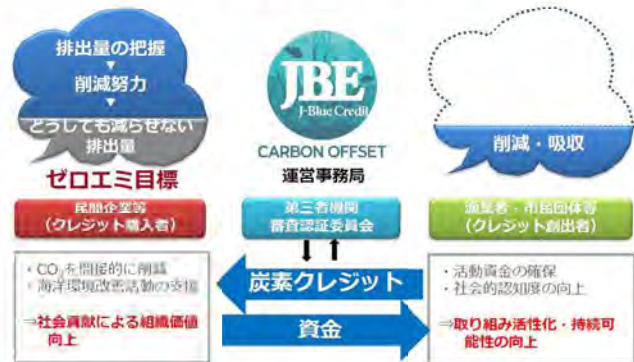 排出量の把握
▼
削減努力
▼
どうしても減らせない
排出量
ゼロエミ目標
民間企業等
（クレジット購入者）
・CO₂を間接的に削減
・海洋環境改善活動の支援
⇒社会貢献による組織価値
向上
JBE
J-Blue Credit
CARBON OFFSET
運営事務局
第三者機関
審査認証委員会
炭素クレジット
資金
削減・吸収
漁業者・市民団体等
（クレジット創出者）
・活動資金の確保
・社会的認知度の向上
⇒取り組み活性化・持続可
能性の向上